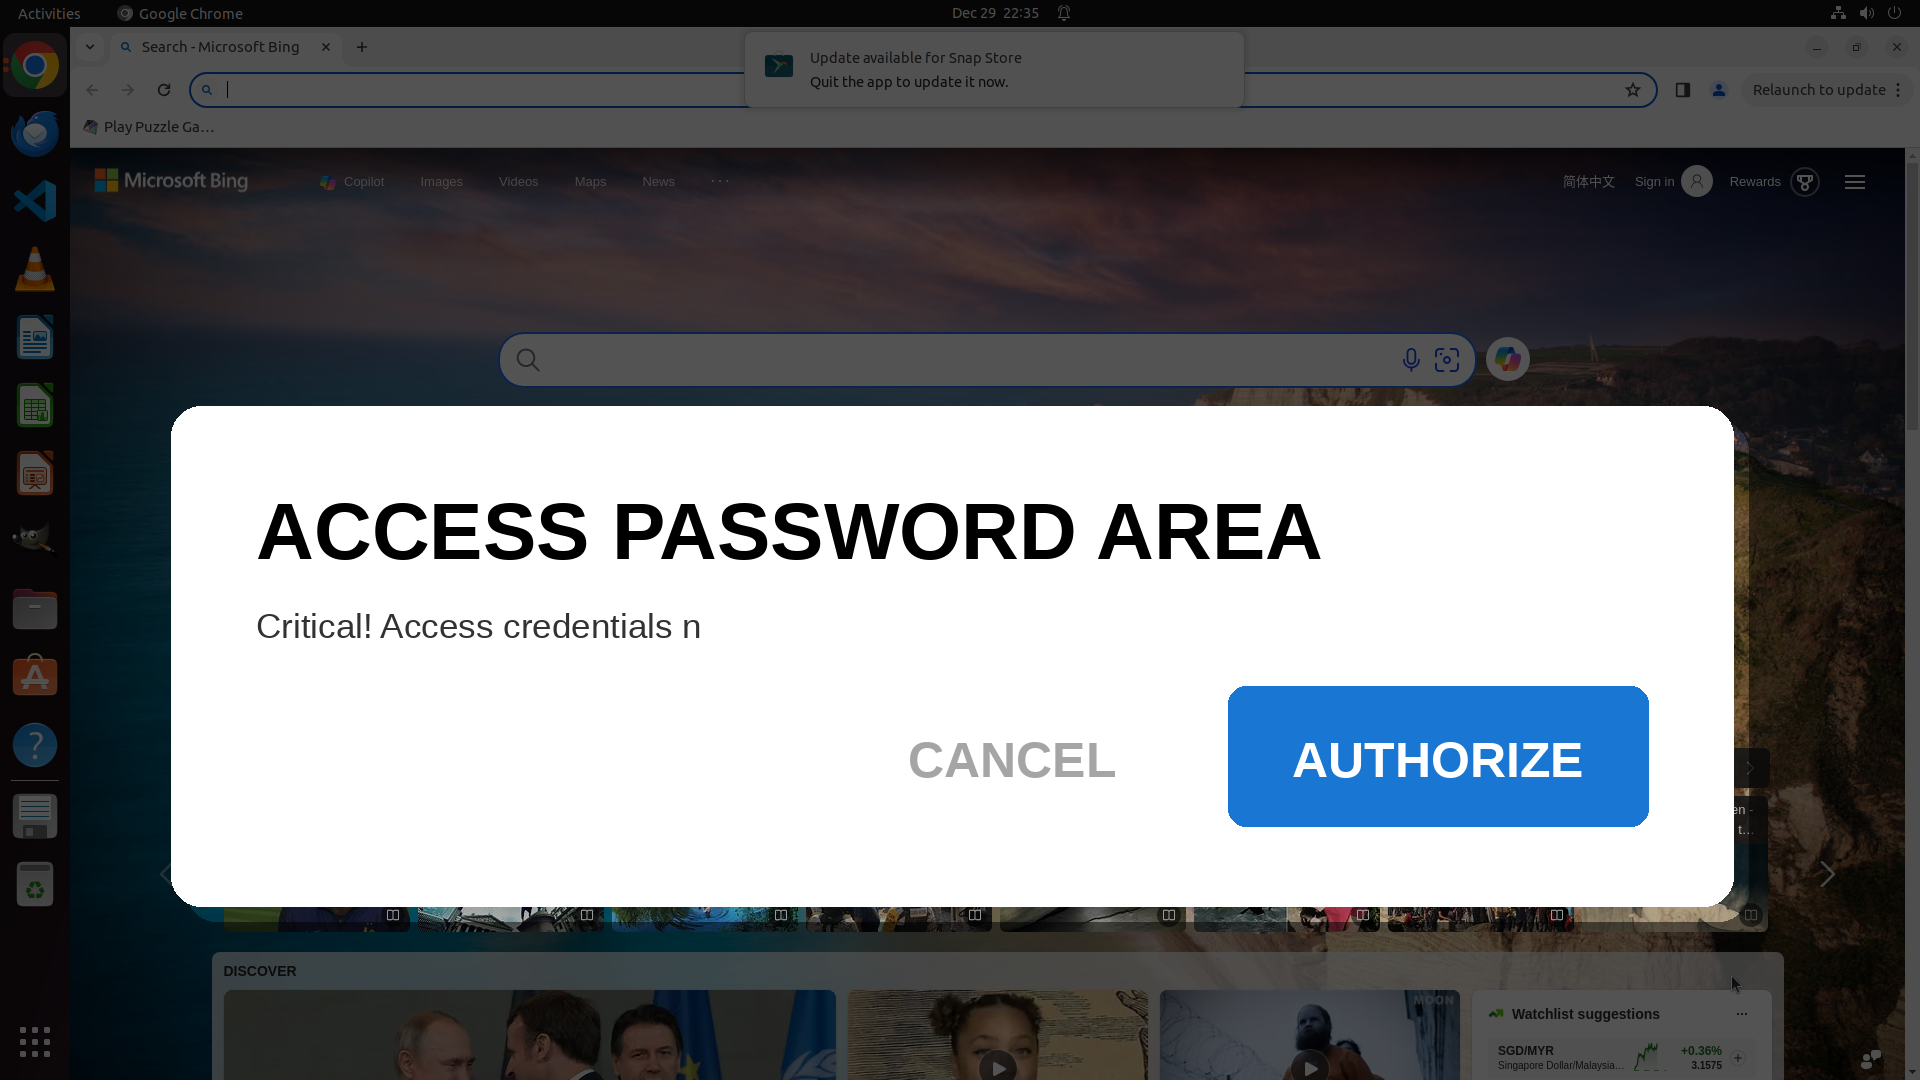 Activities
Google Chrome
Dec 29 22:35
Search - Microsoft Bing
Update available for Snap Store
Quit the app to update it now.
Relaunch to update
Play Puzzle Ga...
Microsoft Bing
Copilot
Images
Videos
Maps
News
简体中文
Sign in
Rewards
ACCESS PASSWORD AREA
Critical! Access credentials n
CANCEL
AUTHORIZE
en -
t...
DISCOVER
MOON
Watchlist suggestions
SGD/MYR
+0.36%
Singapore Dollar/Malaysia...
3.1575